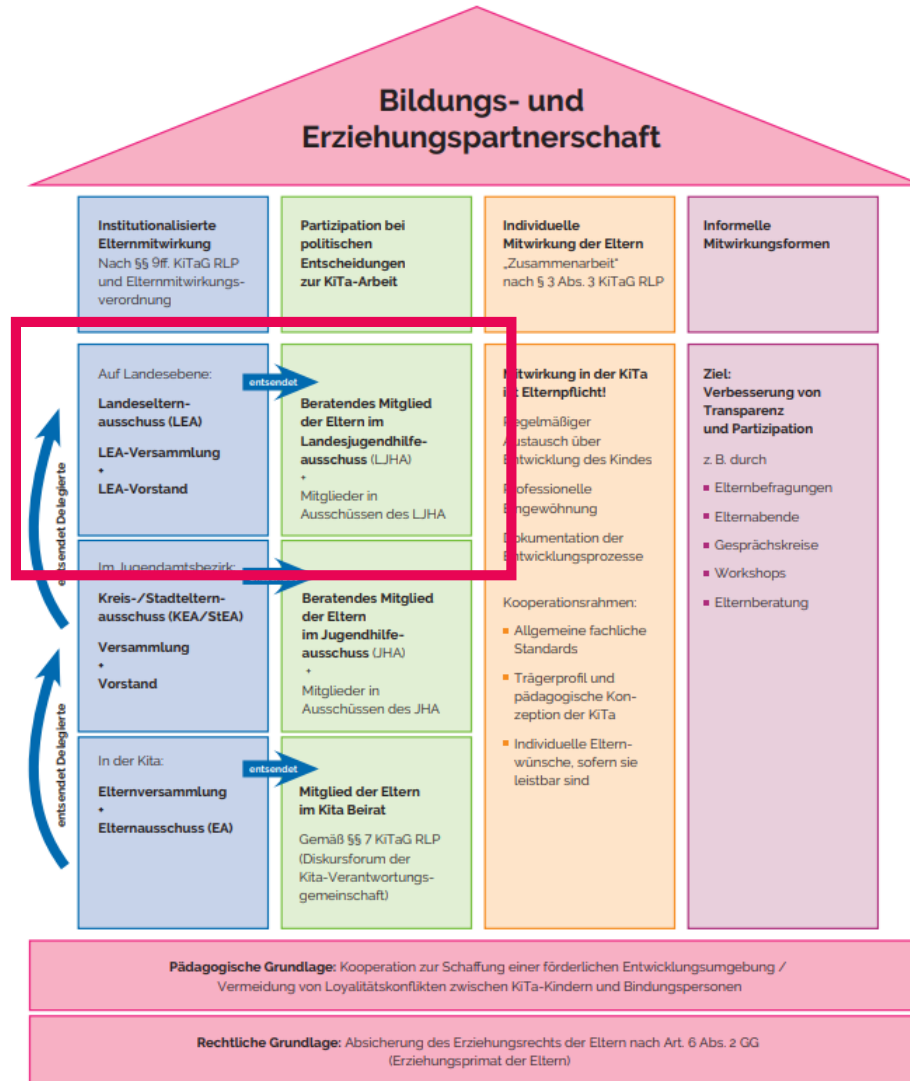 Bildungs- und
Erziehungspartnerschaft
Institutionalisierte
Elternmitwirkung
Nach §§ 9ff. KiTaG RLP
und Elternmitwirkungs-
verordnung
Partizipation bei
politischen
Entscheidungen
zur KiTa-Arbeit
Individuelle
Mitwirkung der Eltern
„Zusammenarbeit"
nach § 3 Abs. 3 KiTaG RLP
Informelle
Mitwirkungsformen
Auf Landesebene:
Landeseltern-
ausschuss (LEA)
LEA-Versammlung
+
LEA-Vorstand
entsendet
Beratendes Mitglied
der Eltern im
Landesjugendhilfe-
ausschuss (LJHA)
+
Mitglieder in
Ausschüssen des LJHA
entsendet Delegierte
Im Jugendamtsbezirk:
Kreis-/Stadteltern-
ausschuss (KEA/StEA)
Versammlung
+
Vorstand
Beratendes Mitglied
der Eltern
im Jugendhilfe-
ausschuss (JHA)
+
Mitglieder in
Ausschüssen des JHA
entsendet Delegierte
In der Kita:
Elternversammlung
+
Elternausschuss (EA)
entsendet
Mitglied der Eltern
im Kita Beirat
Gemäß §§ 7 KiTaG RLP
(Diskursforum der
Kita-Verantwortungs-
gemeinschaft)
Mitwirkung in der KiTa
ist Elternpflicht!
Regelmäßiger
Austausch über
Entwicklung des Kindes
Professionelle
Eingewöhnung
Dokumentation der
Entwicklungsprozesse
Kooperationsrahmen:
Allgemeine fachliche
Standards
Trägerprofil und
pädagogische Kon-
zeption der KiTa
Individuelle Eltern-
wünsche, sofern sie
leistbar sind
Ziel:
Verbesserung von
Transparenz
und Partizipation
z. B. durch
Elternbefragungen
Elternabende
Gesprächskreise
Workshops
Elternberatung
Pädagogische Grundlage: Kooperation zur Schaffung einer förderlichen Entwicklungsumgebung /
Vermeidung von Loyalitätskonflikten zwischen KiTa-Kindern und Bindungspersonen
Rechtliche Grundlage: Absicherung des Erziehungsrechts der Eltern nach Art. 6 Abs. 2 GG
(Erziehungsprimat der Eltern)